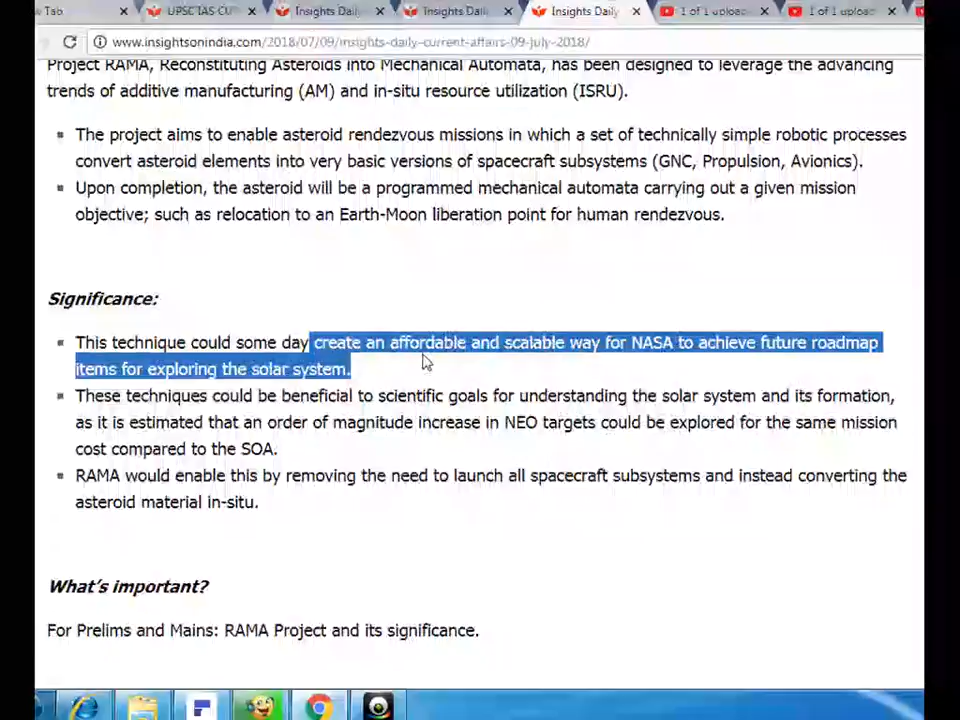 w Tab
UPSC IAS CU
Insights Daily
Insights Daily
Insights Daily
1 of 1 upload
1 of 1 upload
www.insightsonindia.com/2018/07/09/insights-daily-current-affairs-09-july-2018/
Project RAMA, Reconstituting Asteroids into Mechanical Automata, has been designed to leverage the advancing
trends of additive manufacturing (AM) and in-situ resource utilization (ISRU).
The project aims to enable asteroid rendezvous missions in which a set of technically simple robotic processes
convert asteroid elements into very basic versions of spacecraft subsystems (GNC, Propulsion, Avionics).
Upon completion, the asteroid will be a programmed mechanical automata carrying out a given mission
objective; such as relocation to an Earth-Moon liberation point for human rendezvous.
Significance:
This technique could some day create an affordable and scalable way for NASA to achieve future roadmap
items for exploring the solar system.
These techniques could be beneficial to scientific goals for understanding the solar system and its formation,
as it is estimated that an order of magnitude increase in NEO targets could be explored for the same mission
cost compared to the SOA.
RAMA would enable this by removing the need to launch all spacecraft subsystems and instead converting the
asteroid material in-situ.
What's important?
For Prelims and Mains: RAMA Project and its significance.